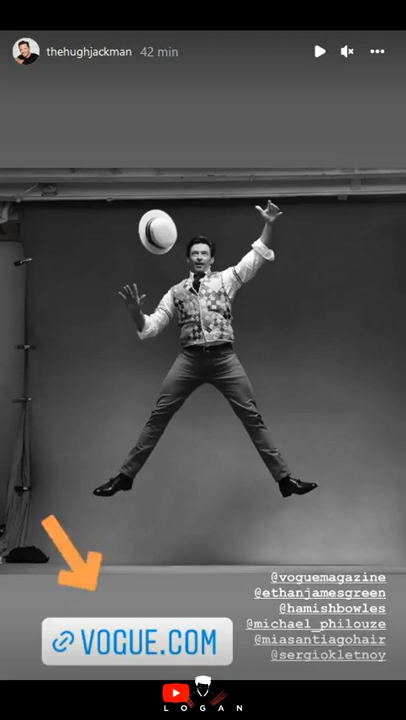 thehughjackman 42 min
@voguemagazine
@ethanjamesgreen
@hamishbowles
@michael_philouze
@miasantiagohair
@sergiokletnoy
VOGUE.COM
LOGAN